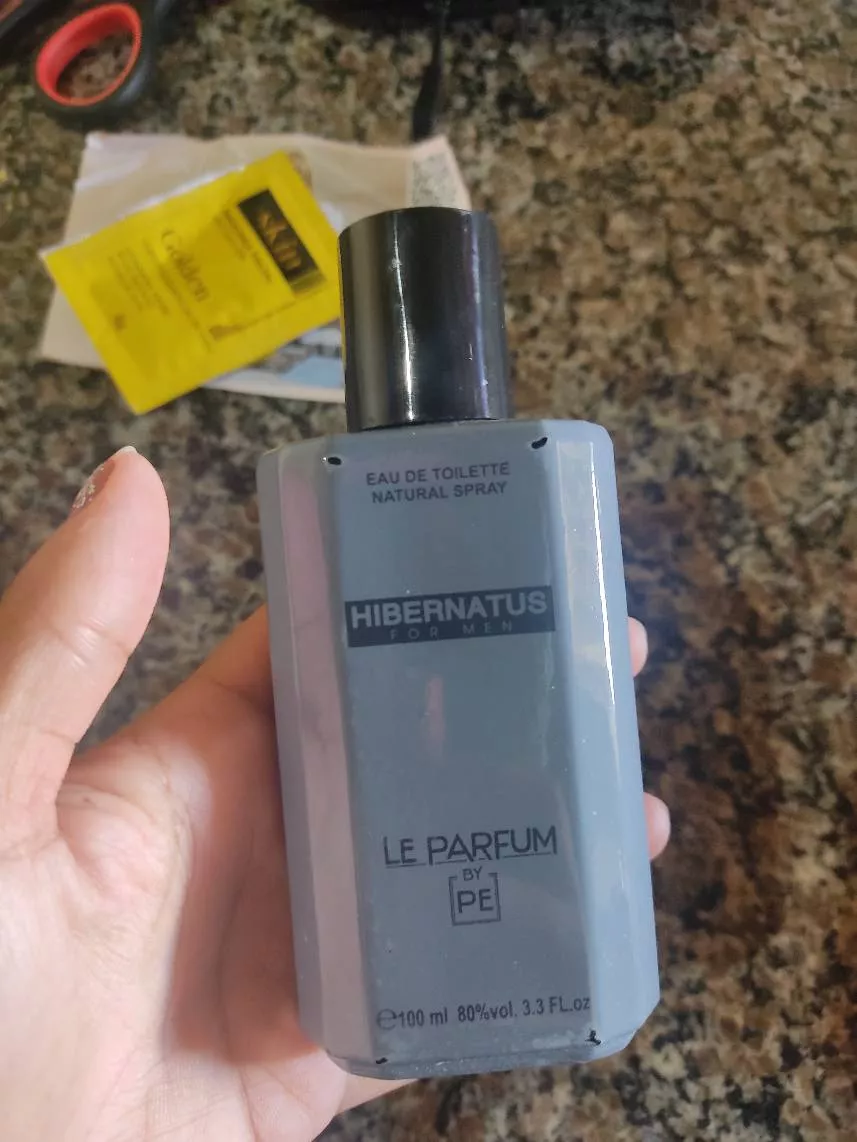 skin
Golden
EAU DE TOILETTE
NATURAL SPRAY
HIBERNATUS
FOR MEN
LE PARFUM
BY
PE
℮100 ml 80%vol. 3.3 FL.oz